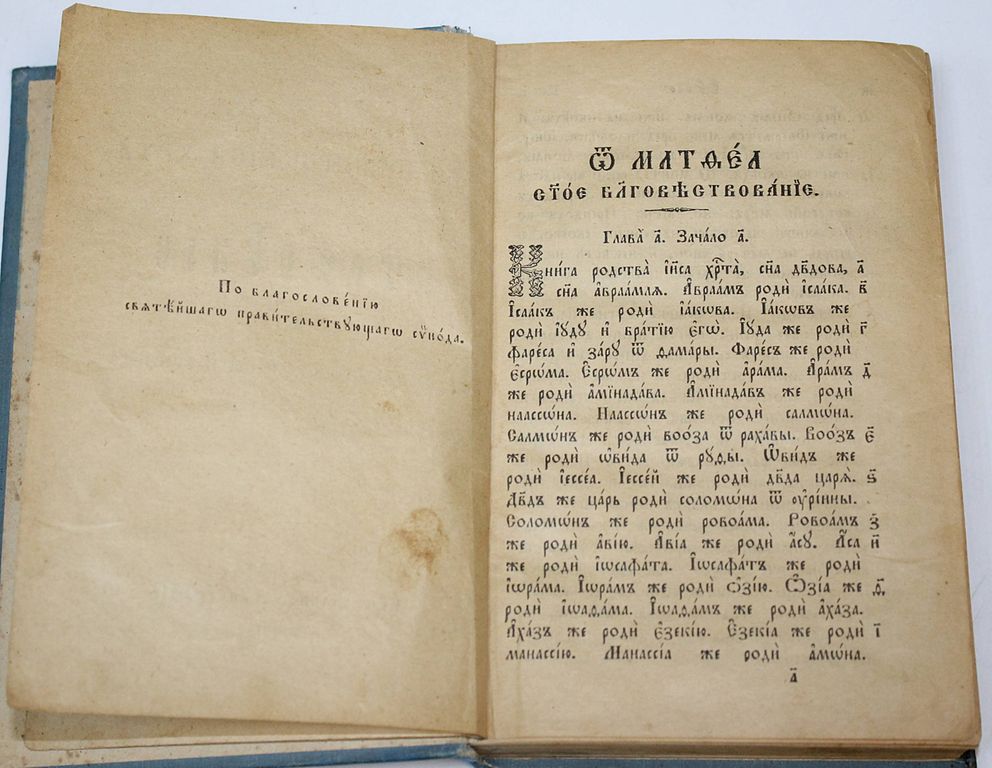 По благослове́нїю
свѧтѣ́йшагѡ прави́тельствꙋющагѡ сѷно́да.
Ѿ МАТѲЕ́А
СТ҃О́Е БЛ҃ГОВѢСТВОВА́НЇЕ.
Глава̀ а҃. Зача́ло а҃.
Кни́га родства̀ і҆и҃са хрⷭ҇та̀, сн҃а дв҃дова, а҃
сн҃а а҆враа́млѧ. А҆враа́мъ родѝ і҆саа́ка. в҃
І҆саа́къ же родѝ і҆а́кѡва. І҆а́кѡвъ же
родѝ і҆ꙋ́дꙋ и҆ бра́тїю є҆гѡ̀. І҆ꙋ́да же родѝ г҃
фаре́са и҆ за́рꙋ ѿ ѳама́ры. Фаре́съ же родѝ
є҆срѡ́ма. Є҆срѡ́мъ же родѝ а҆ра́ма. А҆ра́мъ д҃
же родѝ а҆мїнада́ва. А҆мїнада́въ же родѝ
наассѡ́на. Наассѡ́нъ же родѝ салмѡ́на.
Салмѡ́нъ же родѝ воо́за ѿ раха́вы. Воо́зъ є҃
же родѝ ѡ҆ви́да ѿ рꙋ́ѳы. Ѡ҆ви́дъ же
родѝ і҆ессе́а. І҆ессе́й же родѝ дв҃да царѧ̀. ѕ҃
Дв҃дъ же ца́рь родѝ соломѡ́на ѿ ᲂу҆рі́ины.
Соломѡ́нъ же родѝ ровоа́ма. Ровоа́мъ з҃
же родѝ а҆ві́ю. А҆ві́а же родѝ а҆́сꙋ. А҆́са и҃
же родѝ і҆ѡсафа́та. І҆ѡсафа́тъ же родѝ
і҆ѡра́ма. І҆ѡра́мъ же родѝ ѻ҆зі́ю. Ѻ҆зі́а же ѳ҃
родѝ і҆ѡаѳа́ма. І҆ѡаѳа́мъ же родѝ а҆ха́за.
А҆ха́зъ же родѝ є҆зекі́ю. Є҆зекі́а же родѝ і҃
манассі́ю. Манассі́а же родѝ а҆мѡ́на.
а҃